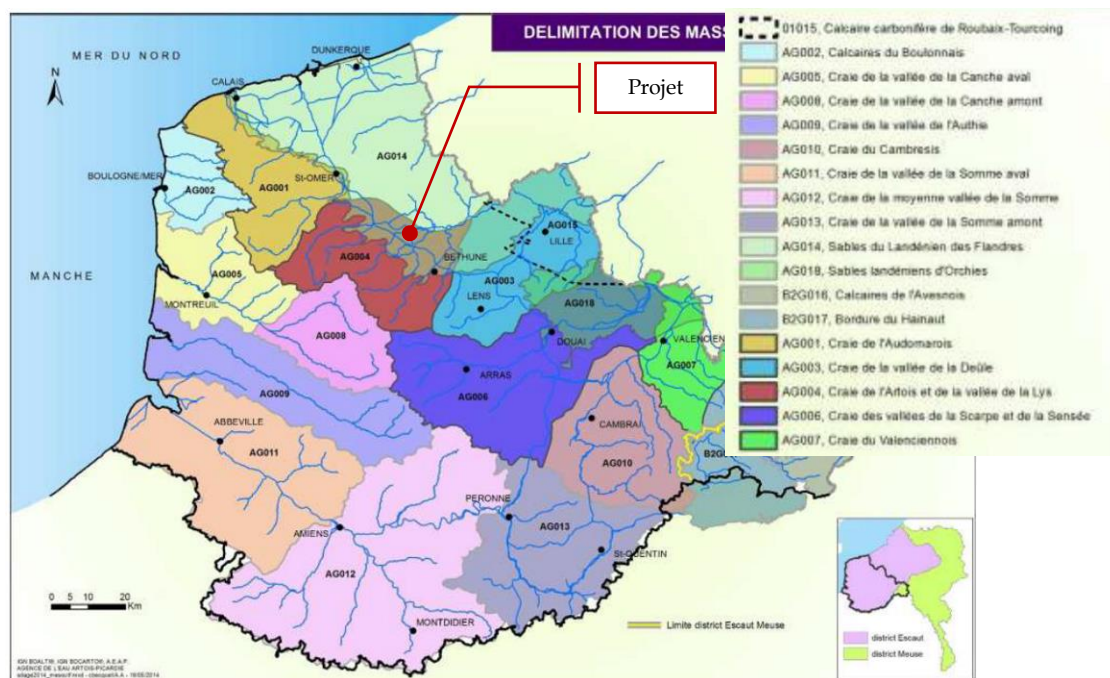 DELIMITATION DES MASS
MER DU NORD
N
DUNKERQUE
CALAIS
Projet
AG014
BOULOGNE/MER
AG002
AG001
St-OMER
AG015
LILLE
AG004
BETHUNE
MANCHE
AG005
AG003
LENS
MONTREUIL
AG018
AG008
DOUAI
VALENCIEN
ARRAS
AG007
AG006
AG009
ABBEVILLE
CAMBRAI
AG011
AG010
B2G
PERONNE
AG013
AMIENS
St-QUENTIN
AG012
0 5 10 20
Km
MONTDIDIER
Limite district Escaut Meuse
district Escaut
district Meuse
AGENCE DE L'EAU ARTOIS-PICARDIE
01015, Calcaire carbonifère de Roubaix-Tourcoing
AG002, Calcaires du Boulonnais
AG005, Craie de la vallée de la Canche aval
AG008, Craie de la vallée de la Canche amont
AG009, Craie de la vallée de l'Authie
AG010, Craie du Cambresis
AG011, Craie de la vallée de la Somme aval
AG012, Craie de la moyenne vallée de la Somme
AG013, Craie de la vallée de la Somme amont
AG014, Sables du Landénien des Flandres
AG018, Sables landéniens d'Orchies
B2G016, Calcaires de l'Avesnois
B2G017, Bordure du Hainaut
AG001, Craie de l'Audomarois
AG003, Craie de la vallée de la Deûle
AG004, Craie de l'Artois et de la vallée de la Lys
AG006, Craie des vallées de la Scarpe et de la Sensée
AG007, Craie du Valenciennois